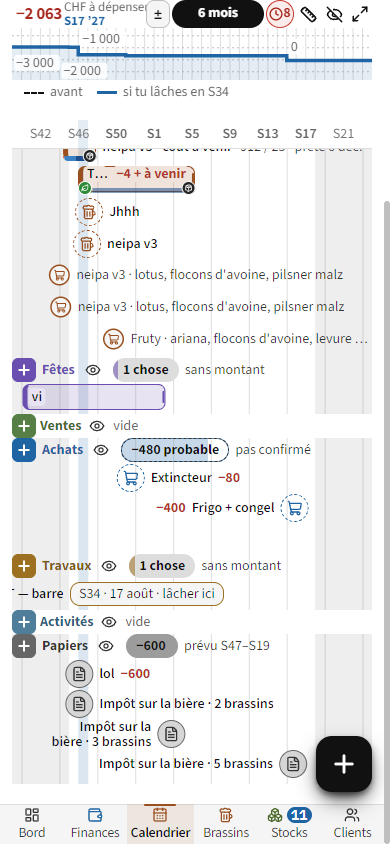 −2 063 CHF à dépenser
S17 ’27
±
6 mois
8
−1 000
0
−3 000
−2 000
avant si tu lâches en S34
S42 S46 S50 S1 S5 S9 S13 S17 S21
T… −4 + à venir
Jhhh
neipa v3
neipa v3 · lotus, flocons d'avoine, pilsner malz
neipa v3 · lotus, flocons d'avoine, pilsner malz
Fruty · ariana, flocons d'avoine, levure …
Fêtes 1 chose sans montant
vi
Ventes vide
Achats −480 probable pas confirmé
Extincteur −80
−400 Frigo + congel
Travaux 1 chose sans montant
— barre S34 · 17 août · lâcher ici
Activités vide
Papiers −600 prévu S47–S19
lol −600
Impôt sur la bière · 2 brassins
Impôt sur la
bière · 3 brassins
Impôt sur la bière · 5 brassins
+
Bord Finances Calendrier Brassins Stocks 11 Clients